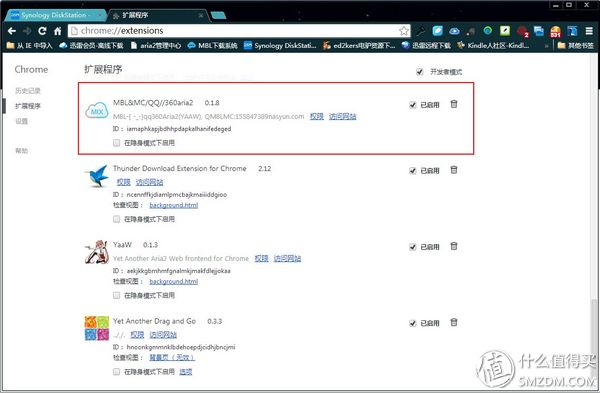 Synology DiskStation - S
扩展程序
chrome://extensions
从 IE 中导入
迅雷会员-离线下载
aria2管理中心
MBL下载系统
Synology DiskStation...
ed2kers电驴资源下...
迅雷远程下载
Kindle人社区-Kindl...
其他书签
831
Chrome
扩展程序
开发者模式
历史记录
扩展程序
设置
帮助
MIX
MBL&MC/QQ//360aria2 0.1.8
已启用
MBL-[ -_-]qq360Aria2(YAAW), QMBLMC:155847389nasyun.com 权限 访问网站
ID：iamaphkapjbdhhpdapkalhanifedeged
在隐身模式下启用
Thunder Download Extension for Chrome 2.12
已启用
权限 访问网站
ID：ncennffkjdiamlpmcbajkmaiiiddgioo
检查视图： background.html
在隐身模式下启用
YaaW 0.1.3
已启用
Yet Another Aria2 Web frontend for Chrome 权限 访问网站
ID：aekjkkgbmhmfgnalmkjmakfdlejjokaa
检查视图： background.html
在隐身模式下启用
Yet Another Drag and Go 0.3.3
已启用
././. 权限 访问网站
ID：hnoonkgmmnklbdehoepdjcidhjbncjmi
检查视图： 背景页（无效）
在隐身模式下启用 选项
值 什么值得买
SMZDM.COM